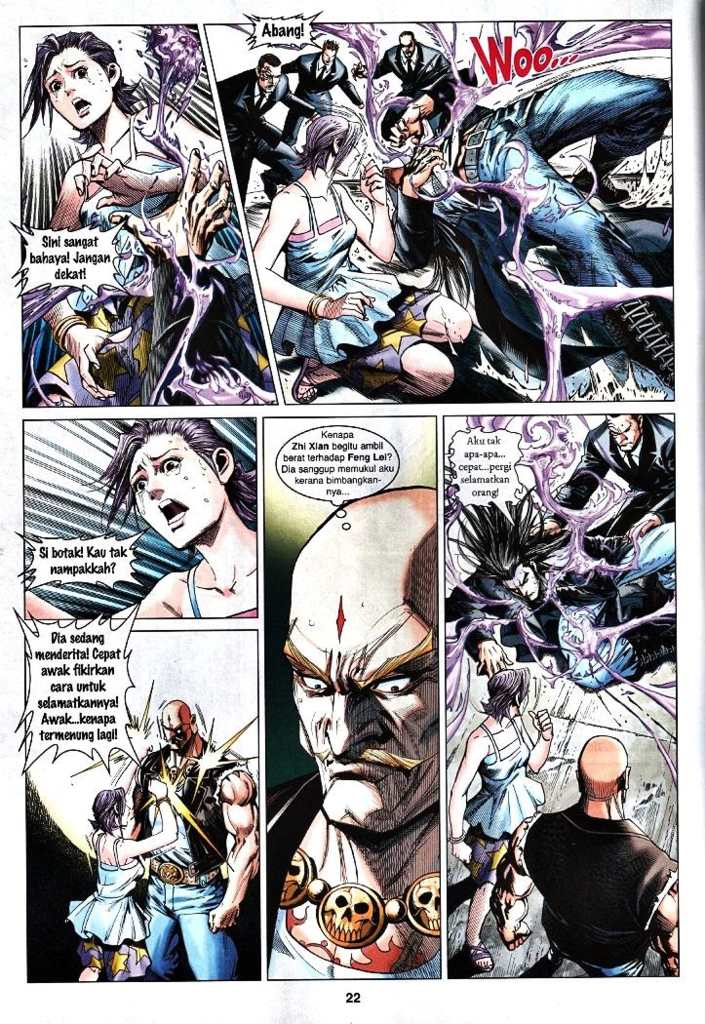 Sini sangat
bahaya! Jangan
dekat!
Abang!
Woo...
Si botak! Kau tak
nampakkah?
Dia sedang
menderita! Cepat
awak fikirkan
cara untuk
selamatkannya!
Awak...kenapa
termenung lagi!
Kenapa
Zhi Xian begitu ambil
berat terhadap Feng Lei?
Dia sanggup memukul aku
kerana bimbangkan-
nya...
Aku tak
apa-apa...
cepat...pergi
selamatkan
orang!
22